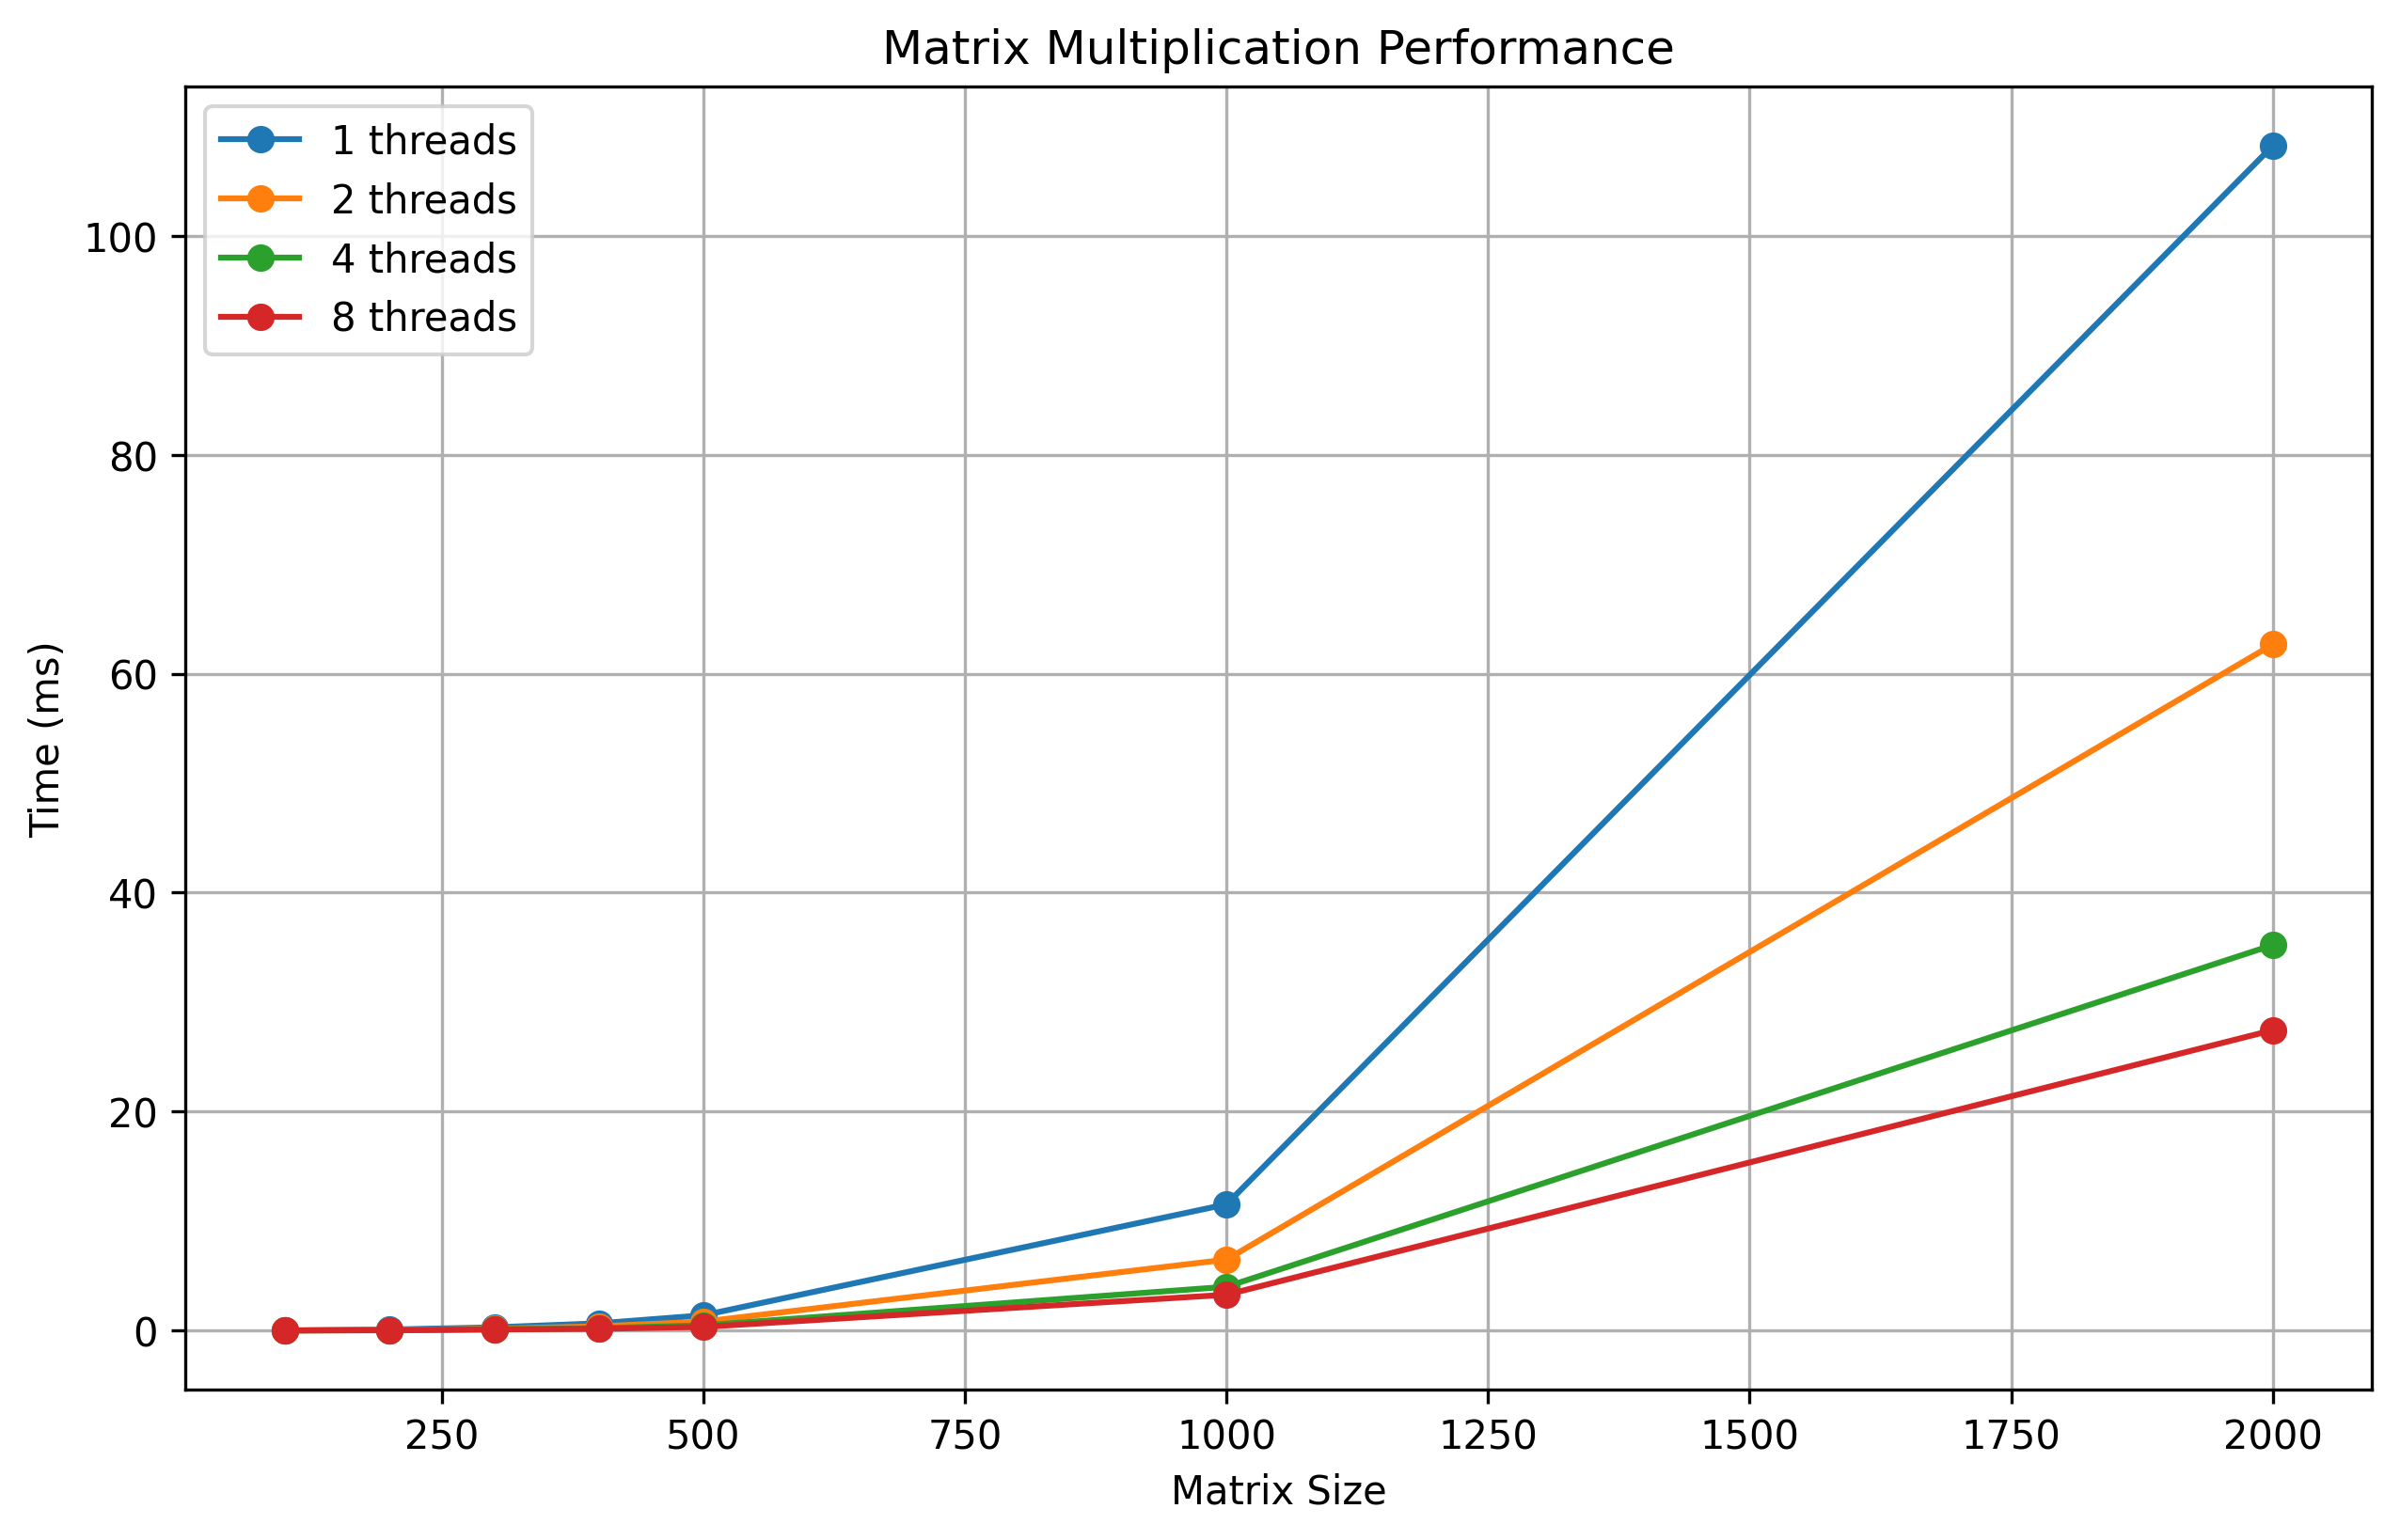 Matrix Multiplication Performance
1 threads
2 threads
4 threads
8 threads
Time (ms)
100
80
60
40
20
0
250 500 750 1000 1250 1500 1750 2000
Matrix Size